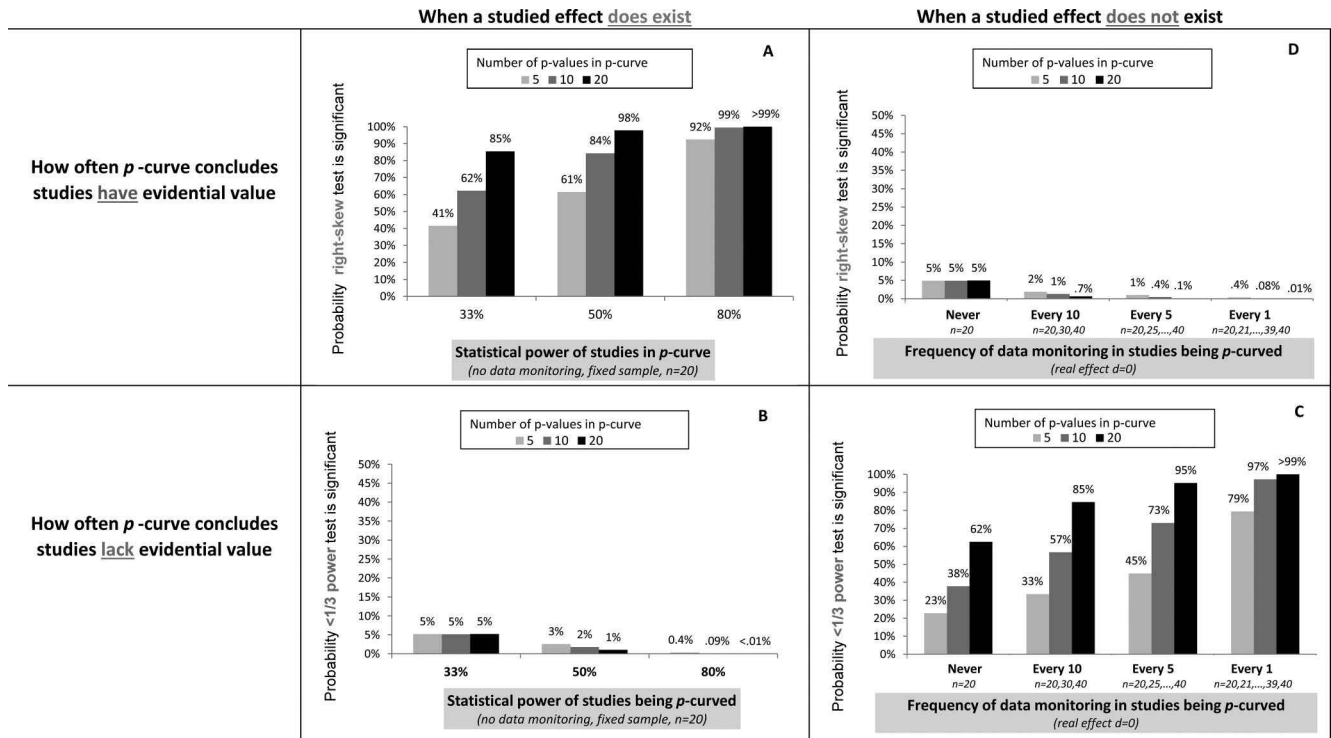 When a studied effect does exist
When a studied effect does not exist
How often p -curve concludes
studies have evidential value
A
Number of p-values in p-curve
5 10 20
Probability right-skew test is significant
100%
90%
80%
70%
60%
50%
40%
30%
20%
10%
0%
41%
62%
85%
61%
84%
98%
92%
99%
>99%
33%
50%
80%
Statistical power of studies in p-curve
(no data monitoring, fixed sample, n=20)
D
Number of p-values in p-curve
5 10 20
Probability right-skew test is significant
50%
45%
40%
35%
30%
25%
20%
15%
10%
5%
0%
5% 5% 5%
2% 1% .7%
1% .4% .1%
.4% .08% .01%
Never
n=20
Every 10
n=20,30,40
Every 5
n=20,25,...,40
Every 1
n=20,21,...,39,40
Frequency of data monitoring in studies being p-curved
(real effect d=0)
How often p -curve concludes
studies lack evidential value
B
Number of p-values in p-curve
5 10 20
Probability <1/3 power test is significant
50%
45%
40%
35%
30%
25%
20%
15%
10%
5%
0%
5% 5% 5%
3% 2% 1%
0.4% .09% <.01%
33%
50%
80%
Statistical power of studies being p-curved
(no data monitoring, fixed sample, n=20)
C
Number of p-values in p-curve
5 10 20
Probability <1/3 power test is significant
100%
90%
80%
70%
60%
50%
40%
30%
20%
10%
0%
23%
38%
62%
33%
57%
85%
45%
73%
95%
79%
97%
>99%
Never
n=20
Every 10
n=20,30,40
Every 5
n=20,25,...,40
Every 1
n=20,21,...,39,40
Frequency of data monitoring in studies being p-curved
(real effect d=0)